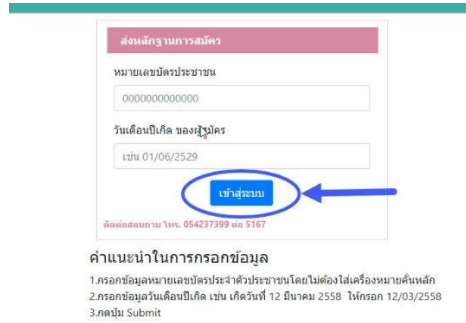 ส่งหลักฐานการสมัคร
หมายเลขบัตรประชาชน
0000000000000
วันเดือนปีเกิด ของผู้สมัคร
เช่น 01/06/2529
เข้าสู่ระบบ
ติดต่อสอบถาม โทร. 054237399 ต่อ 5167
คำแนะนำในการกรอกข้อมูล
1.กรอกข้อมูลหมายเลขบัตรประจำตัวประชาชนโดยไม่ต้องใส่เครื่องหมายคั่นหลัก
2.กรอกข้อมูลวันเดือนปีเกิด เช่น เกิดวันที่ 12 มีนาคม 2558 ให้กรอก 12/03/2558
3.กดปุ่ม Submit